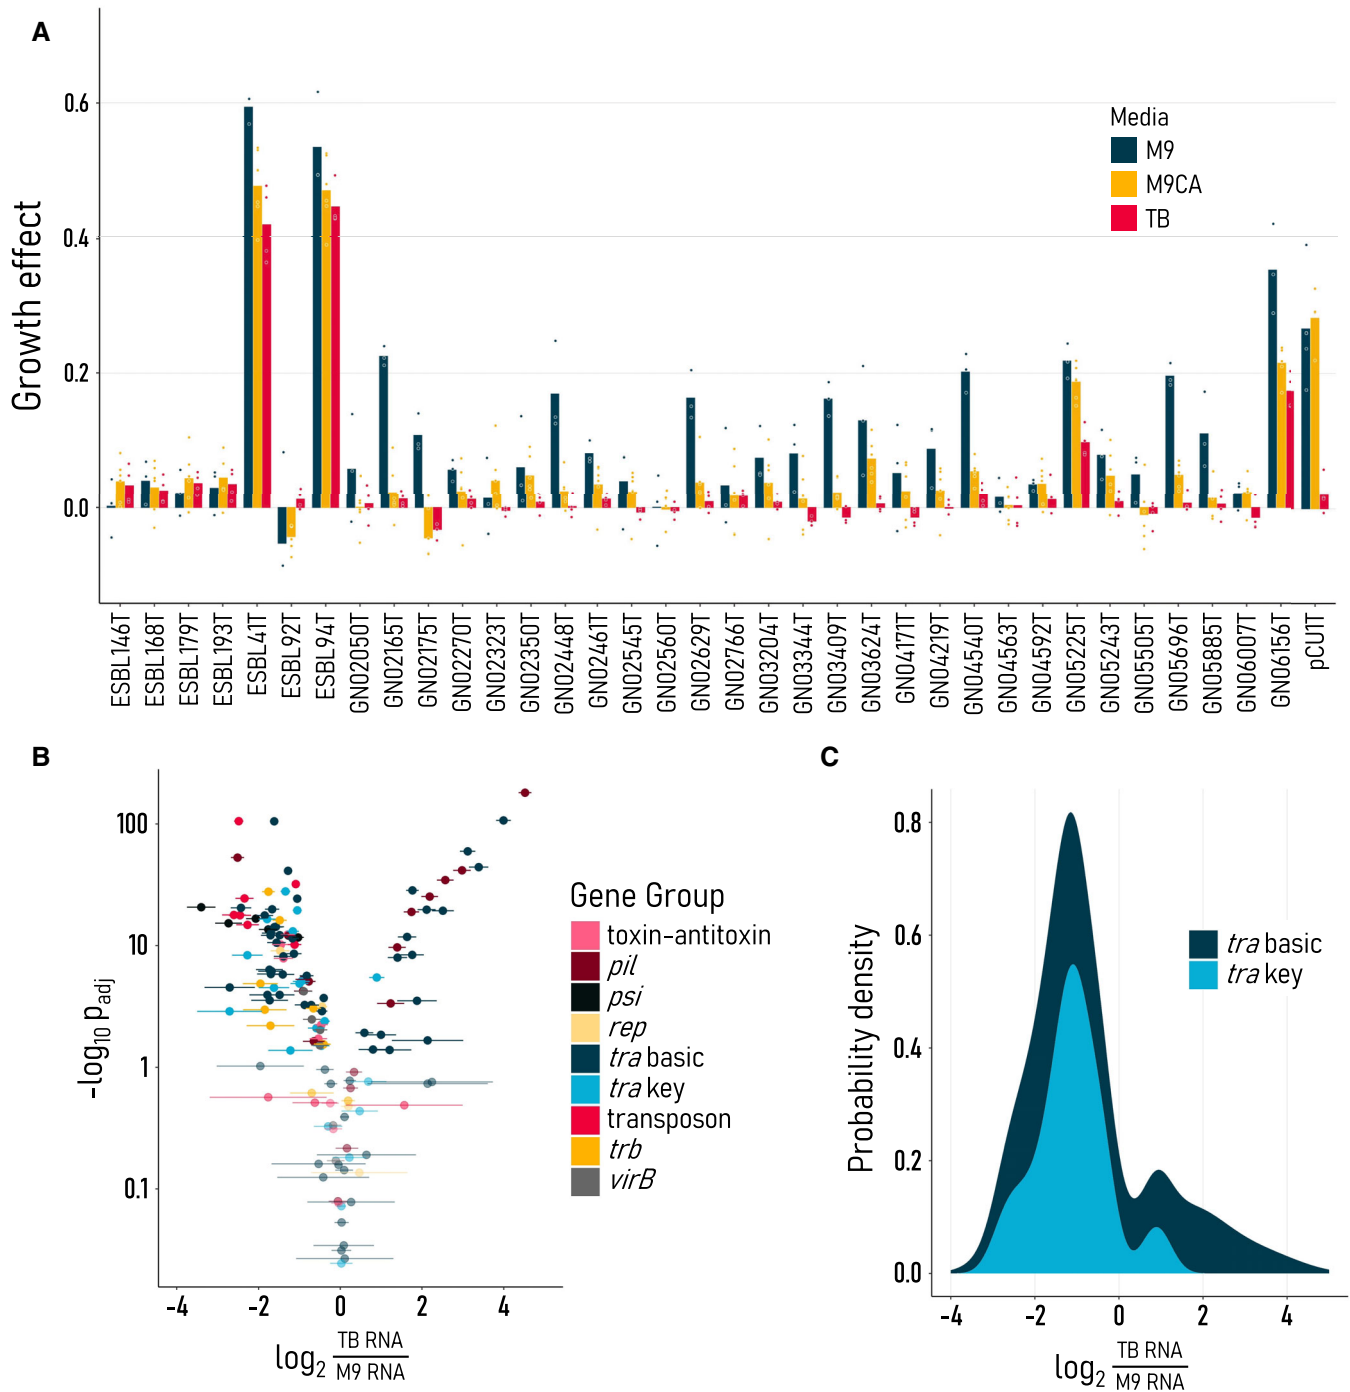 A
Growth effect
0.6
0.4
0.2
0.0
Media
M9
M9CA
TB
ESBL146T
ESBL168T
ESBL179T
ESBL193T
ESBL41T
ESBL92T
ESBL94T
GN02050T
GN02165T
GN02175T
GN02270T
GN02323T
GN02350T
GN02448T
GN02461T
GN02545T
GN02560T
GN02629T
GN02766T
GN03204T
GN03344T
GN03409T
GN03624T
GN04171T
GN04219T
GN04540T
GN04563T
GN04592T
GN05225T
GN05243T
GN05505T
GN05696T
GN05885T
GN06007T
GN06156T
pCU1T
B
-log10 padj
100
10
1
0.1
-4 -2 0 2 4
log2 TB RNA
M9 RNA
Gene Group
toxin-antitoxin
pil
psi
rep
tra basic
tra key
transposon
trb
virB
C
Probability density
0.8
0.6
0.4
0.2
0.0
-4 -2 0 2 4
log2 TB RNA
M9 RNA
tra basic
tra key